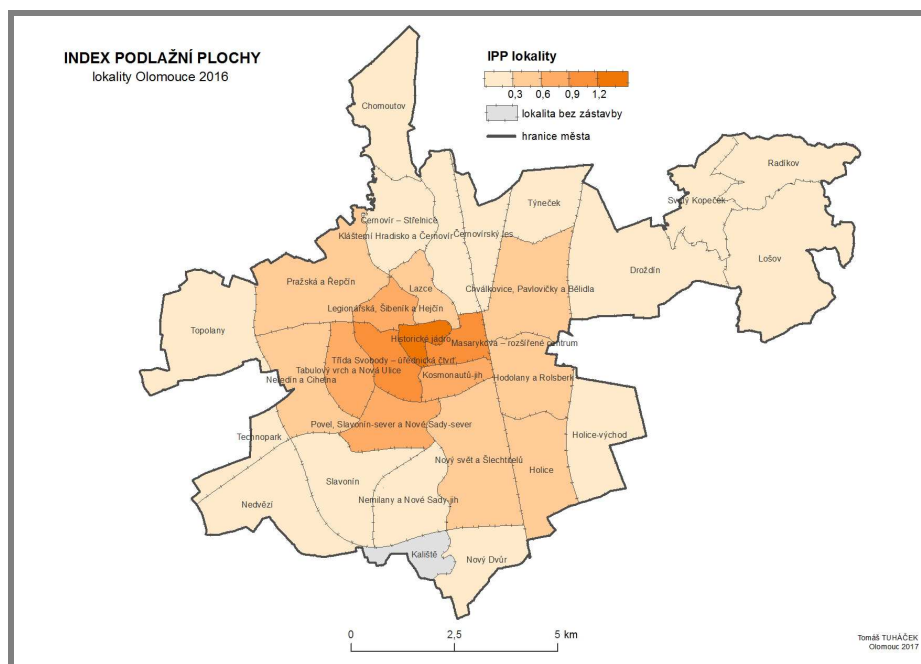 INDEX PODLAŽNÍ PLOCHY
lokality Olomouce 2016
IPP lokality
0,3 0,6 0,9 1,2
lokalita bez zástavby
hranice města
Chomoutov
Radíkov
Svatý Kopeček
Týneček
Černovír – Střelnice
Klášterní Hradisko a Černovír
Černovírský les
Lošov
Droždín
Pražská a Řepčín
Lazce
Chválkovice, Pavlovičky a Bělidla
Legionářská, Šibeník a Hejčín
Topolany
Historické jádro
Masarykova – rozšířené centrum
Třída Svobody – úřednická čtvrť
Tabulový vrch a Nová Ulice
Kosmonautů-jih
Neředín a Cihelna
Hodolany a Rolsberk
Povel, Slavonín-sever a Nové Sady-sever
Technopark
Holice-východ
Nový svět a Šlechtitelů
Holice
Slavonín
Nedvězí
Nemilany a Nové Sady-jih
Kaliště
Nový Dvůr
0 2,5 5 km
Tomáš TUHÁČEK
Olomouc 2017